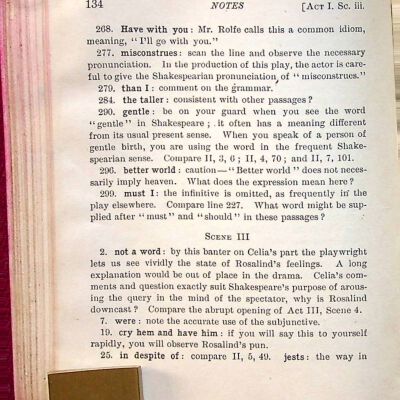 134 NOTES [ACT I. SC. iii.
268. Have with you: Mr. Rolfe calls this a common idiom,
meaning, "I'll go with you."
277. misconstrues: scan the line and observe the necessary
pronunciation. In the production of this play, the actor is care-
ful to give the Shakespearian pronunciation of "misconstrues."
279. than I: comment on the grammar.
284. the taller: consistent with other passages?
290. gentle: be on your guard when you see the word
"gentle" in Shakespeare; it often has a meaning different
from its usual present sense. When you speak of a person of
gentle birth, you are using the word in the frequent Shake-
spearian sense. Compare II, 3, 6; II, 4, 70; and II, 7, 101.
296. better world: caution—"Better world" does not neces-
sarily imply heaven. What does the expression mean here?
299. must I: the infinitive is omitted, as frequently in the
play elsewhere. Compare line 227. What word might be sup-
plied after "must" and "should" in these passages?
SCENE III
2. not a word: by this banter on Celia's part the playwright
lets us see vividly the state of Rosalind's feelings. A long
explanation would be out of place in the drama. Celia's com-
ments and question exactly suit Shakespeare's purpose of arous-
ing the query in the mind of the spectator, why is Rosalind
downcast? Compare the abrupt opening of Act III, Scene 4.
7. were: note the accurate use of the subjunctive.
19. cry hem and have him: if you will say this to yourself
rapidly, you will observe Rosalind's pun.
25. in despite of: compare II, 5, 49. jests: the way in